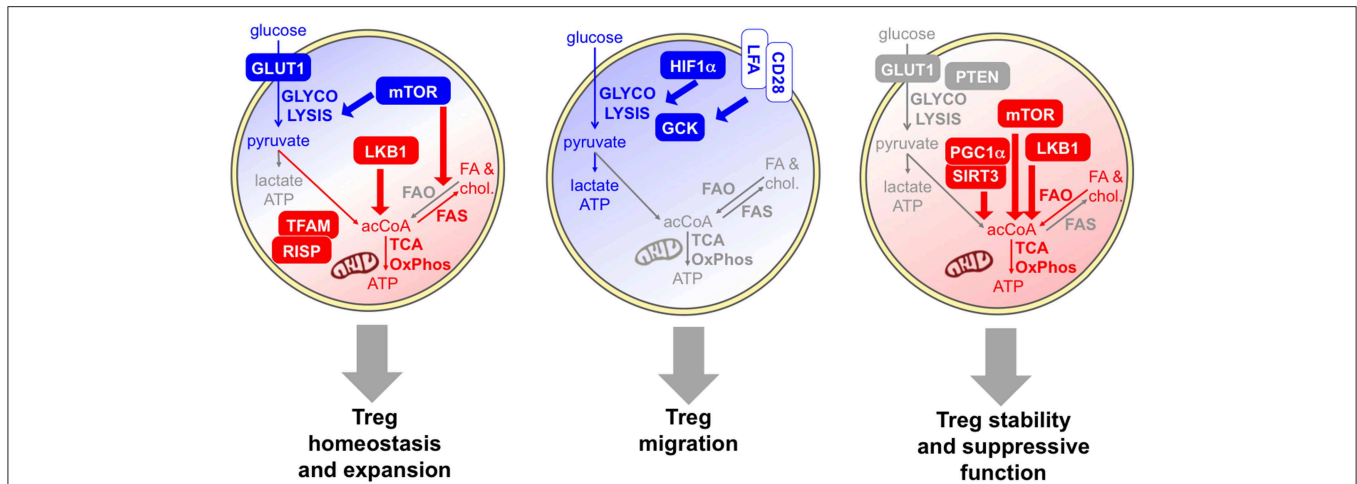 glucose
GLUT1
GLYCO
LYSIS
mTOR
pyruvate
LKB1
lactate
ATP
FAO
FA &
chol.
FAS
TFAM
RISP
acCoA
TCA
OxPhos
ATP
Treg
homeostasis
and expansion
glucose
HIF1α
LFA
CD28
GLYCO
LYSIS
GCK
pyruvate
lactate
ATP
FAO
FA &
chol.
FAS
acCoA
TCA
OxPhos
ATP
Treg
migration
glucose
GLUT1
PTEN
GLYCO
LYSIS
mTOR
pyruvate
PGC1α
SIRT3
LKB1
lactate
ATP
FAO
FA &
chol.
FAS
acCoA
TCA
OxPhos
ATP
Treg stability
and suppressive
function